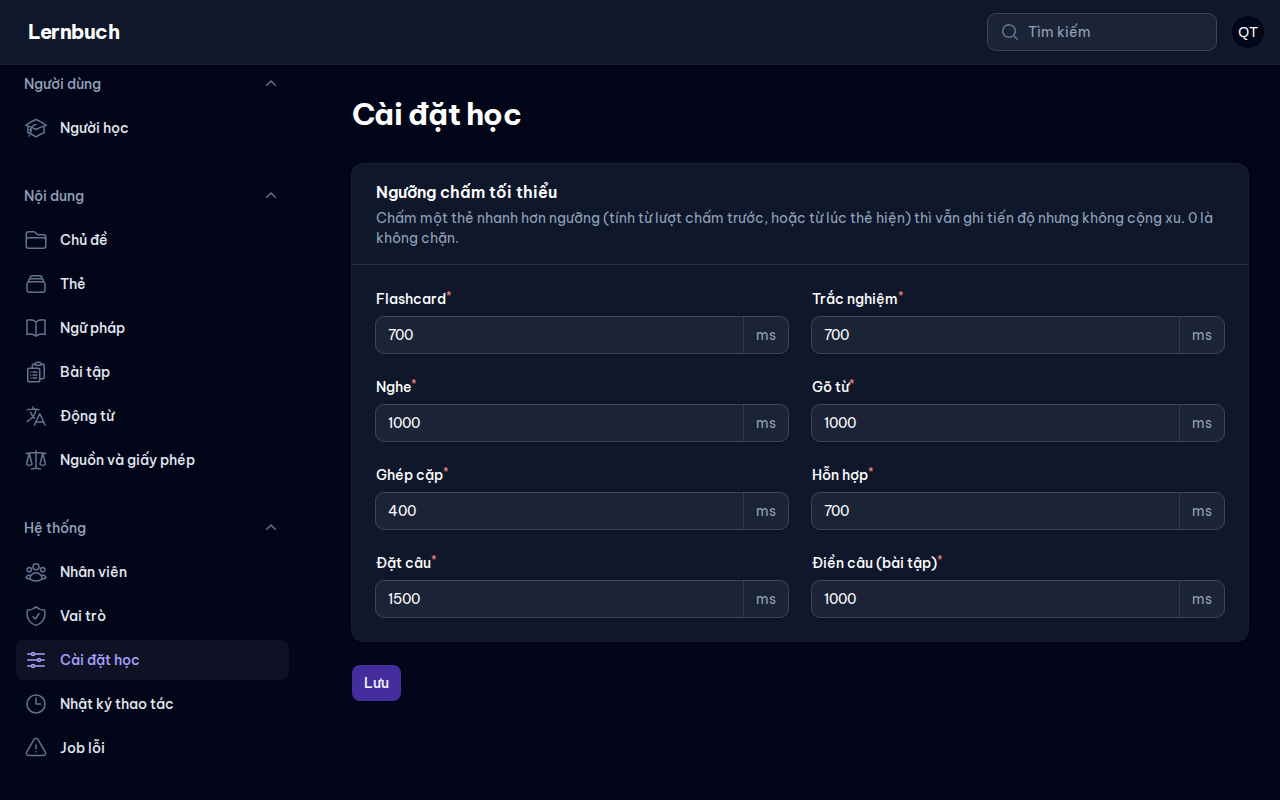 Lernbuch
Tìm kiếm
QT
Người dùng
Người học
Nội dung
Chủ đề
Thẻ
Ngữ pháp
Bài tập
Động từ
Nguồn và giấy phép
Hệ thống
Nhân viên
Vai trò
Cài đặt học
Nhật ký thao tác
Job lỗi
Cài đặt học
Ngưỡng chấm tối thiểu
Chấm một thẻ nhanh hơn ngưỡng (tính từ lượt chấm trước, hoặc từ lúc thẻ hiện) thì vẫn ghi tiến độ nhưng không cộng xu. 0 là
không chặn.
Flashcard*
700 ms
Trắc nghiệm*
700 ms
Nghe*
1000 ms
Gõ từ*
1000 ms
Ghép cặp*
400 ms
Hỗn hợp*
700 ms
Đặt câu*
1500 ms
Điền câu (bài tập)*
1000 ms
Lưu